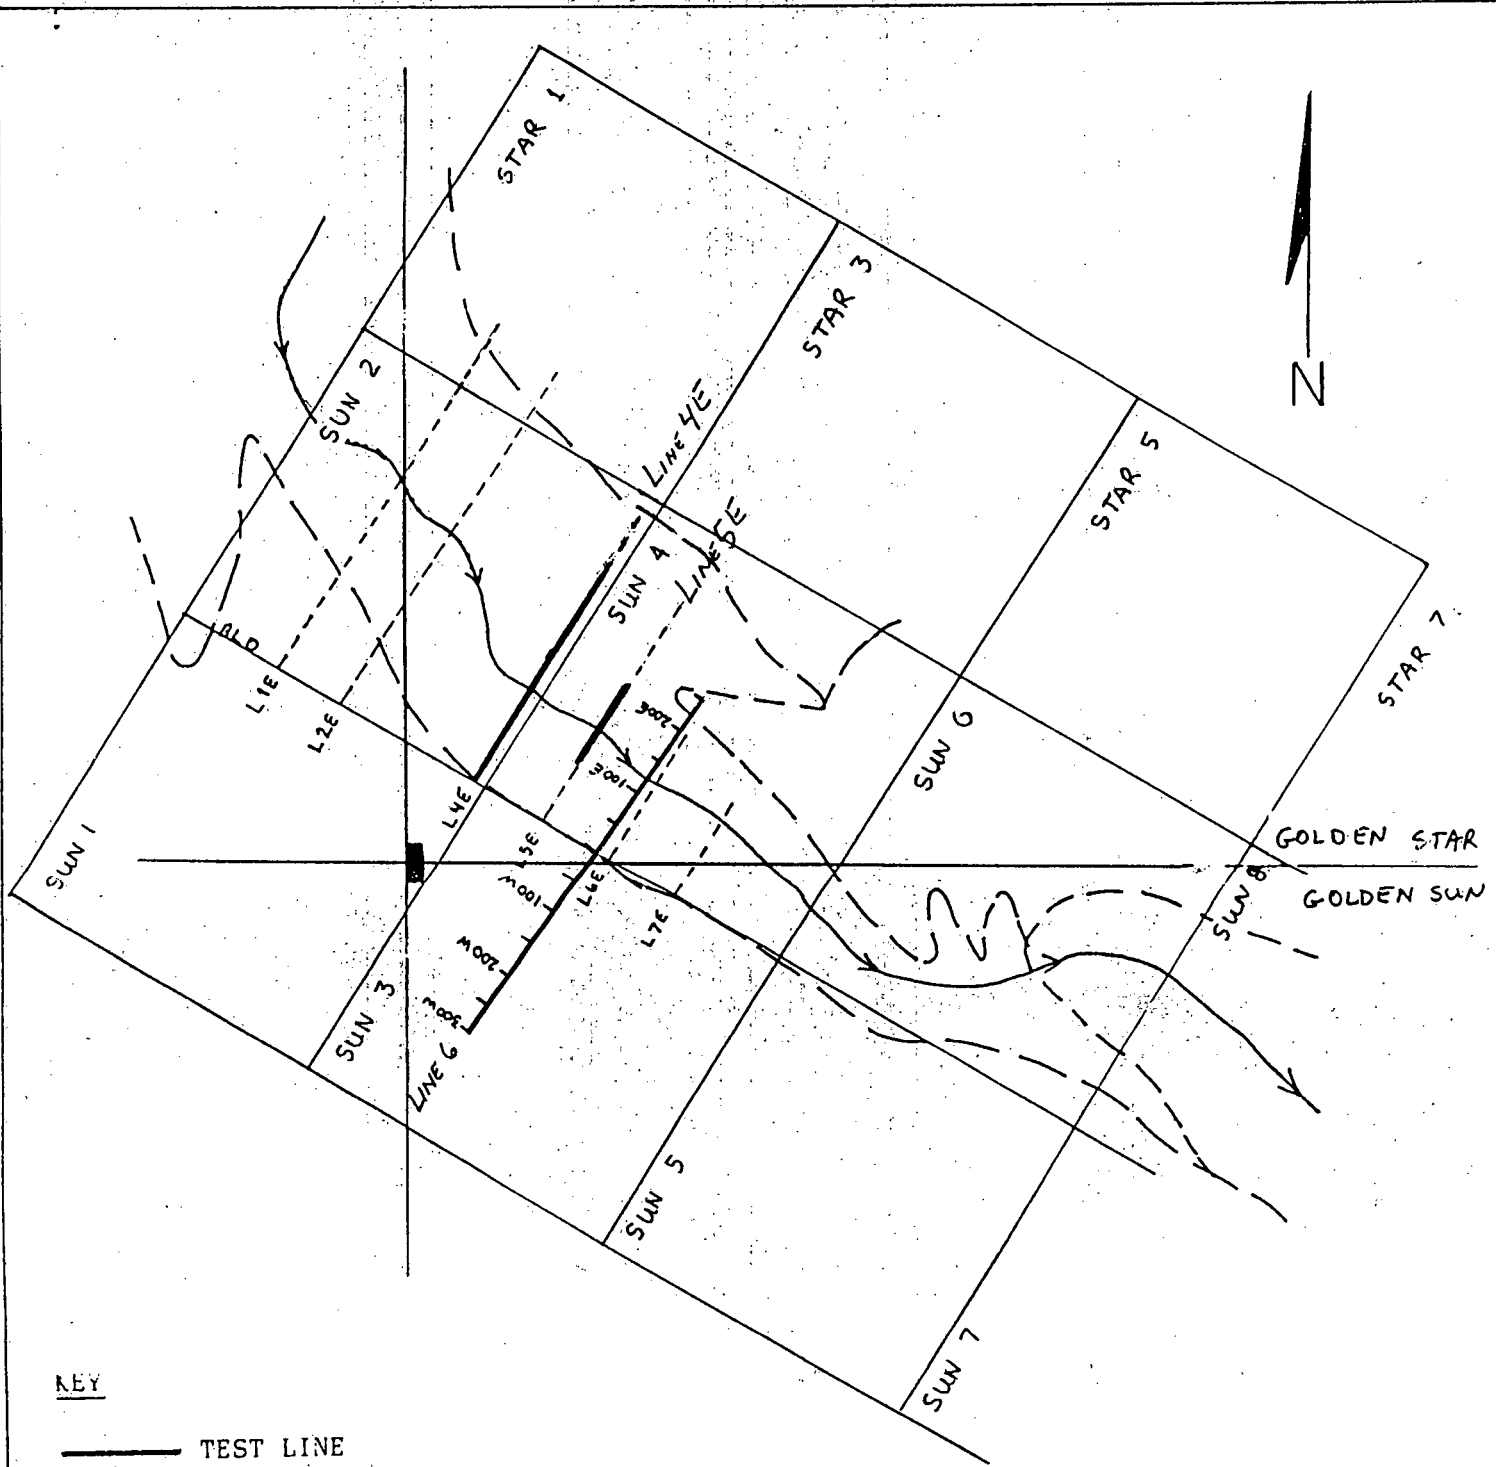 STAR 1
STAR 3
SUN 2
LINE 4E
STAR 5
N
LINE 5E
SUN 4
STAR 7
BLO
L1E
L2E
200E
100E
SUN 6
L4E
L5E
L6E
L7E
100W
200W
300W
LINE 6
SUN 1
GOLDEN STAR
GOLDEN SUN
SUN 8
SUN 3
SUN 5
SUN 7
KEY
TEST LINE